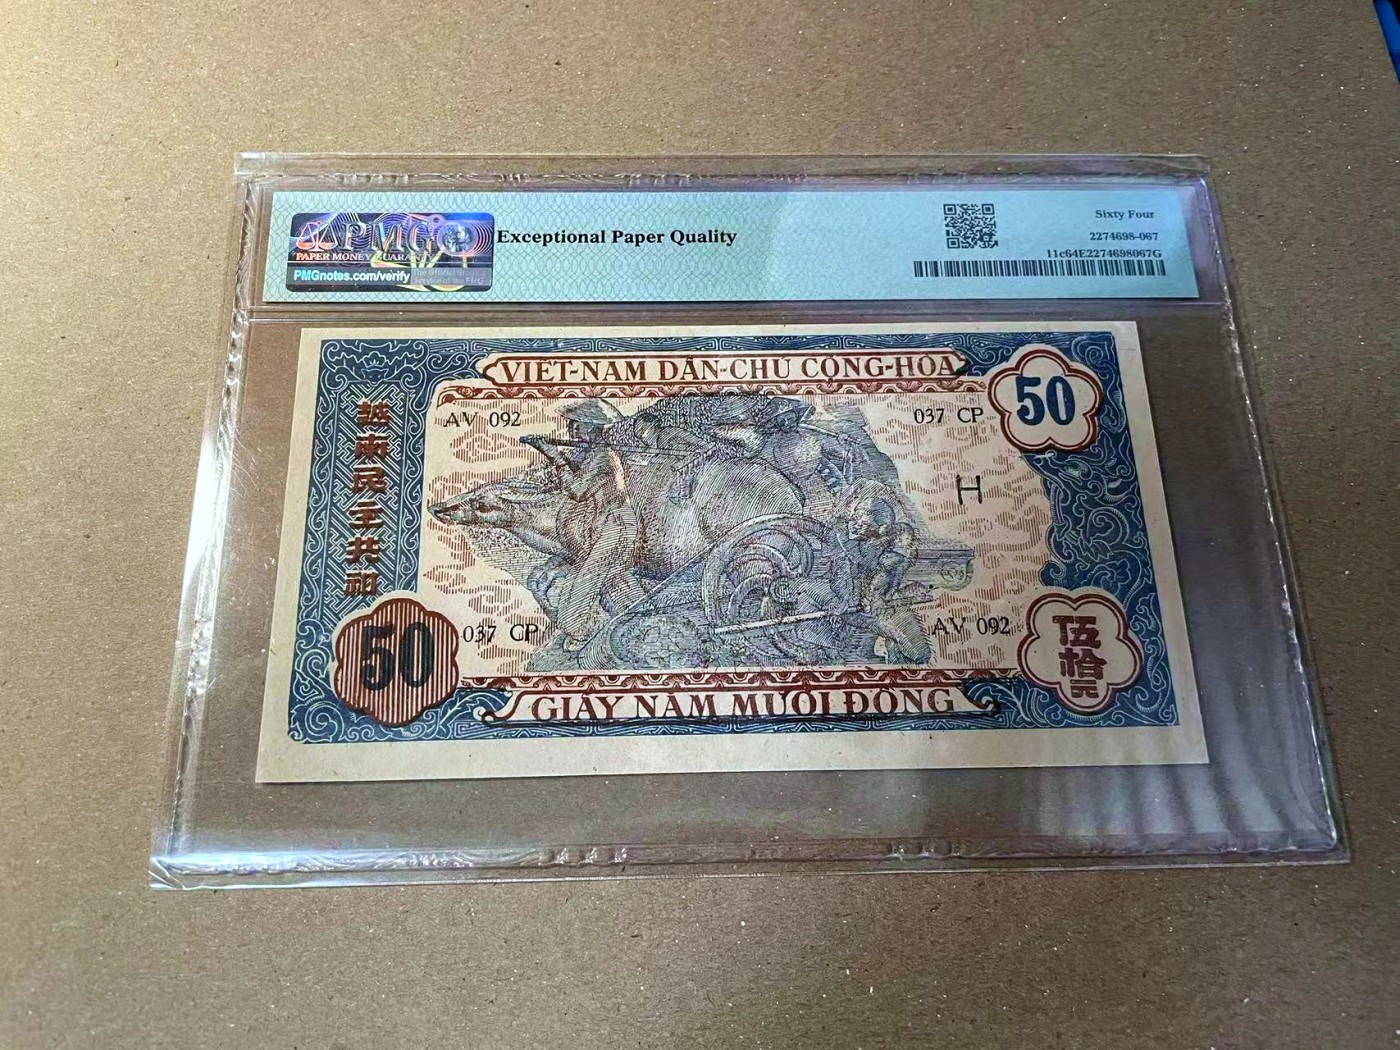 PMG
PAPER MONEY GUARANTY
PMGnotes.com/verify
Exceptional Paper Quality
Sixty Four
2274698-067
11c64E2274698067G
VIỆT-NAM DÂN-CHỦ CỘNG-HÒA
50
AV 092
037 CP
越南民主共和
H
037 CP
AV 092
50
伍拾元
GIẤY NĂM MƯƠI ĐỒNG